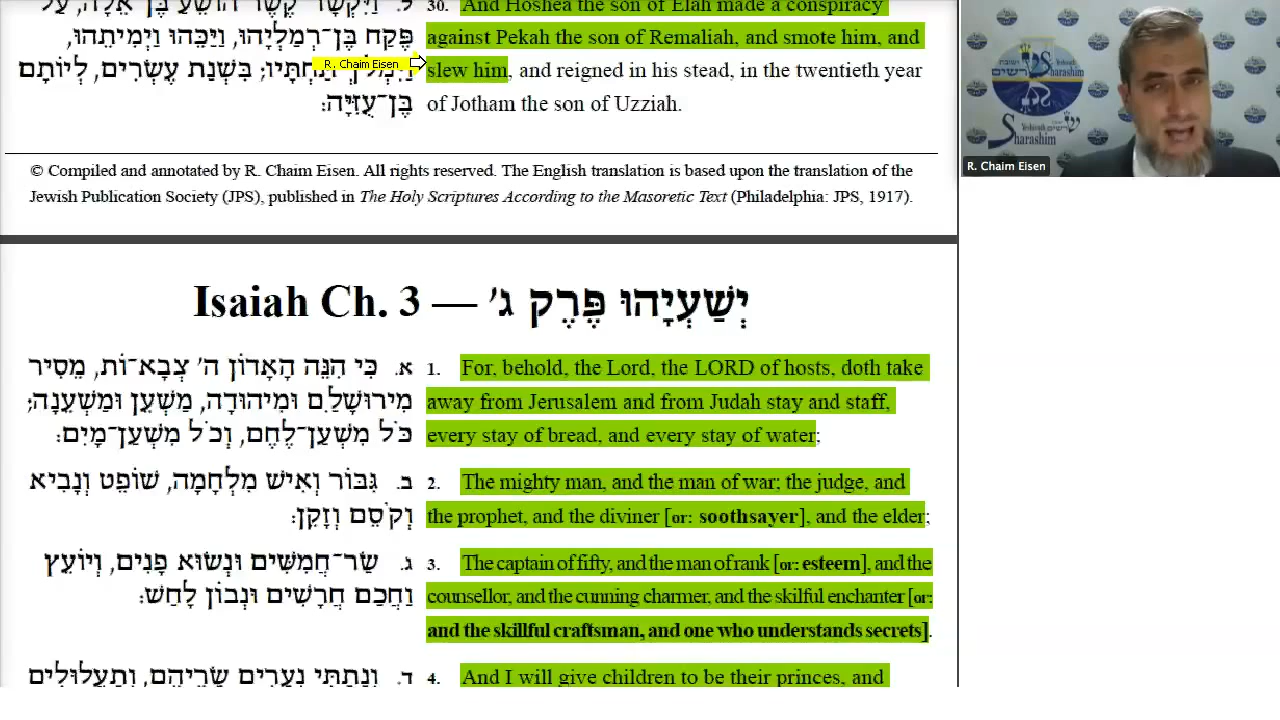 ל. וַיִּקְשָׁר קֶשֶׁר הוֹשֵׁעַ בֶּן אֵלָה, עַל
פֶּקַח בֶּן־רְמַלְיָהוּ, וַיַּכֵּהוּ וַיְמִיתֵהוּ,
תַּחְתָּיו; בִּשְׁנַת עֶשְׂרִים, לְיוֹתָם
בֶּן־עֻזִּיָּה:
30. And Hoshea the son of Elah made a conspiracy
against Pekah the son of Remaliah, and smote him, and
slew him, and reigned in his stead, in the twentieth year
of Jotham the son of Uzziah.
R. Chaim Eisen
© Compiled and annotated by R. Chaim Eisen. All rights reserved. The English translation is based upon the translation of the
Jewish Publication Society (JPS), published in The Holy Scriptures According to the Masoretic Text (Philadelphia: JPS, 1917).
Isaiah Ch. 3 — יְשַׁעְיָהוּ פֶּרֶק ג׳
א. כִּי הִנֵּה הָאָדוֹן ה׳ צְבָא־וֹת, מֵסִיר
מִירוּשָׁלִַם וּמִיהוּדָה, מַשְׁעֵן וּמַשְׁעֵנָה;
כֹּל מִשְׁעַן־לֶחֶם, וְכֹל מִשְׁעַן־מָיִם:
1. For, behold, the Lord, the LORD of hosts, doth take
away from Jerusalem and from Judah stay and staff,
every stay of bread, and every stay of water;
ב. גִּבּוֹר וְאִישׁ מִלְחָמָה, שׁוֹפֵט וְנָבִיא
וְקֹסֵם וְזָקֵן:
2. The mighty man, and the man of war; the judge, and
the prophet, and the diviner [or: soothsayer], and the elder;
ג. שַׂר־חֲמִשִּׁים וּנְשׂוּא פָנִים, וְיוֹעֵץ
וַחֲכַם חֲרָשִׁים וּנְבוֹן לָחַשׁ:
3. The captain of fifty, and the man of rank [or: esteem], and the
counsellor, and the cunning charmer, and the skilful enchanter [or:
and the skillful craftsman, and one who understands secrets].
ד. וְנָתַתִּי נְעָרִים שָׂרֵיהֶם, וְתַעֲלוּלִים
4. And I will give children to be their princes, and
Yeshivath שרשים
Sharashim
R. Chaim Eisen